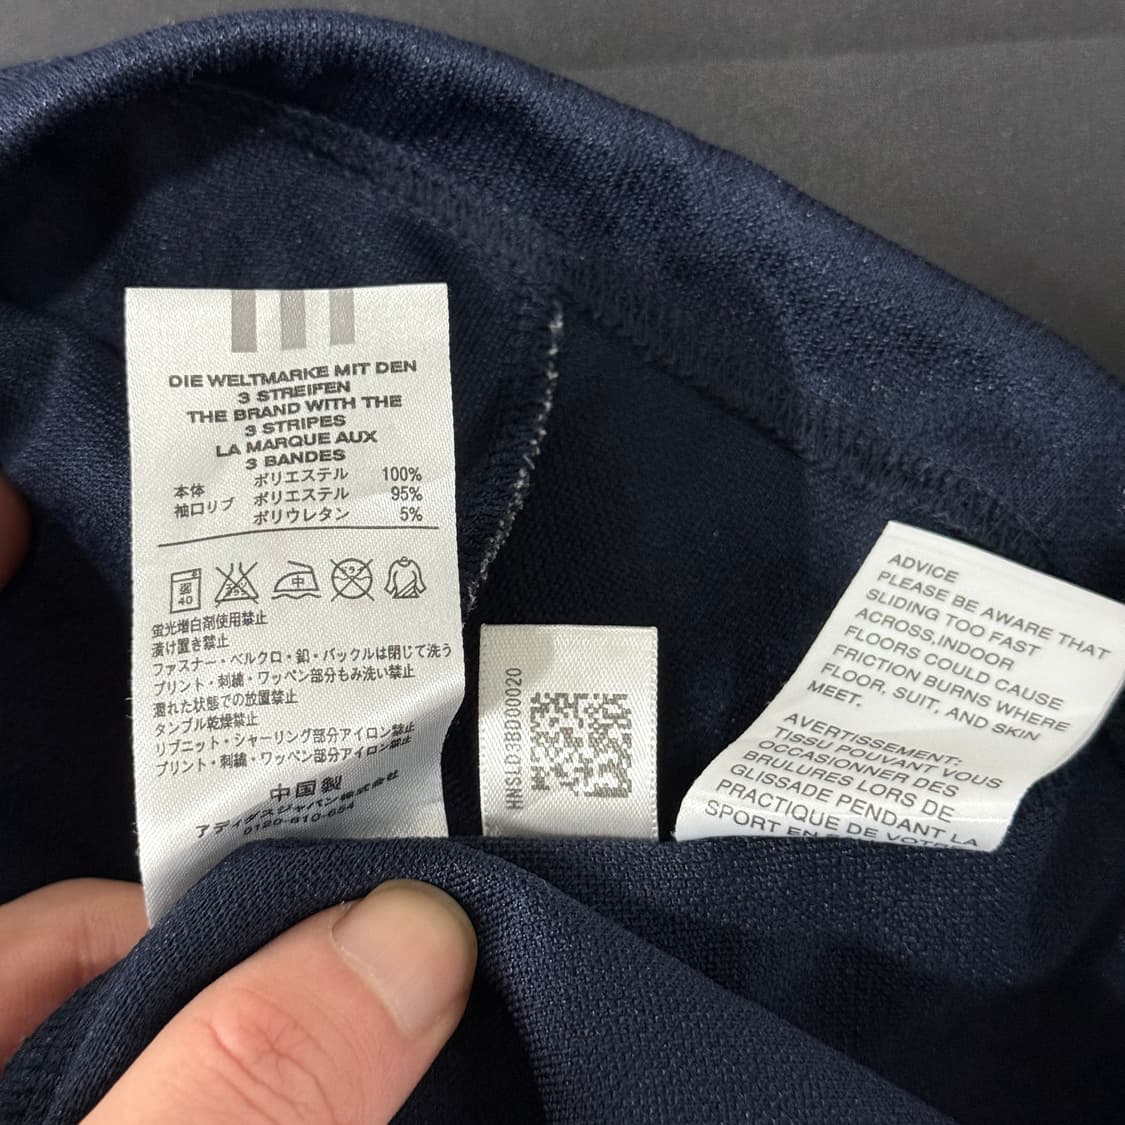 DIE WELTMARKE MIT DEN
3 STREIFEN
THE BRAND WITH THE
3 STRIPES
LA MARQUE AUX
3 BANDES
本体 ポリエステル 100%
袖口リブ ポリエステル 95%
ポリウレタン 5%
40 中 ドライ
蛍光増白剤使用禁止
漬け置き禁止
ファスナー・ベルクロ・釦・バックルは閉じて洗う
プリント・刺繍・ワッペン部分もみ洗い禁止
濡れた状態での放置禁止
タンブル乾燥禁止
リブニット・シャーリング部分アイロン禁止
プリント・刺繍・ワッペン部分アイロン禁止
中国製
アディダスジャパン株式会社
0120-810-654
HNSLD3BD00020
ADVICE
PLEASE BE AWARE THAT
SLIDING TOO FAST
ACROSS.INDOOR
FLOORS COULD CAUSE
FRICTION BURNS WHERE
FLOOR, SUIT, AND SKIN
MEET.
AVERTISSEMENT:
TISSU POUVANT VOUS
OCCASIONNER DES
BRULURES LORS DE
GLISSADE PENDANT LA
PRACTIQUE DE VOTRE
SPORT EN